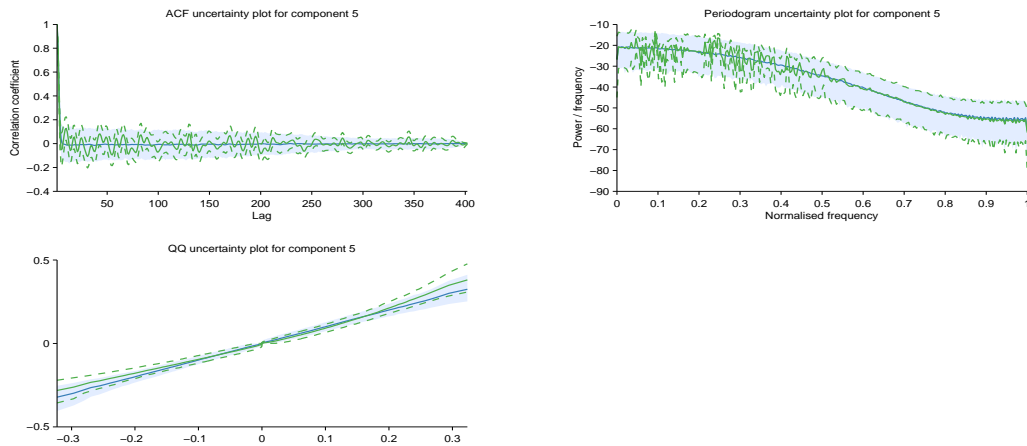 ACF uncertainty plot for component 5
Correlation coefficient
1
0.8
0.6
0.4
0.2
0
−0.2
−0.4
50 100 150 200 250 300 350 400
Lag
Periodogram uncertainty plot for component 5
Power / frequency
−10
−20
−30
−40
−50
−60
−70
−80
−90
0 0.1 0.2 0.3 0.4 0.5 0.6 0.7 0.8 0.9 1
Normalised frequency
QQ uncertainty plot for component 5
0.5
0
−0.5
−0.3 −0.2 −0.1 0 0.1 0.2 0.3